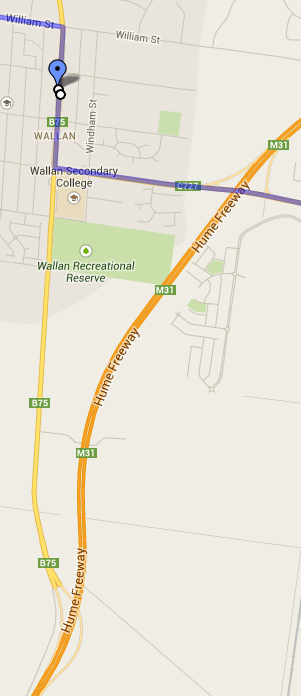 William St
William St
B75
WALLAN
Windham St
M31
Wallan Secondary
College
C727
Hume Freeway
Wallan Recreational
Reserve
M31
Hume Freeway
B75
M31
B75
Hume Freeway